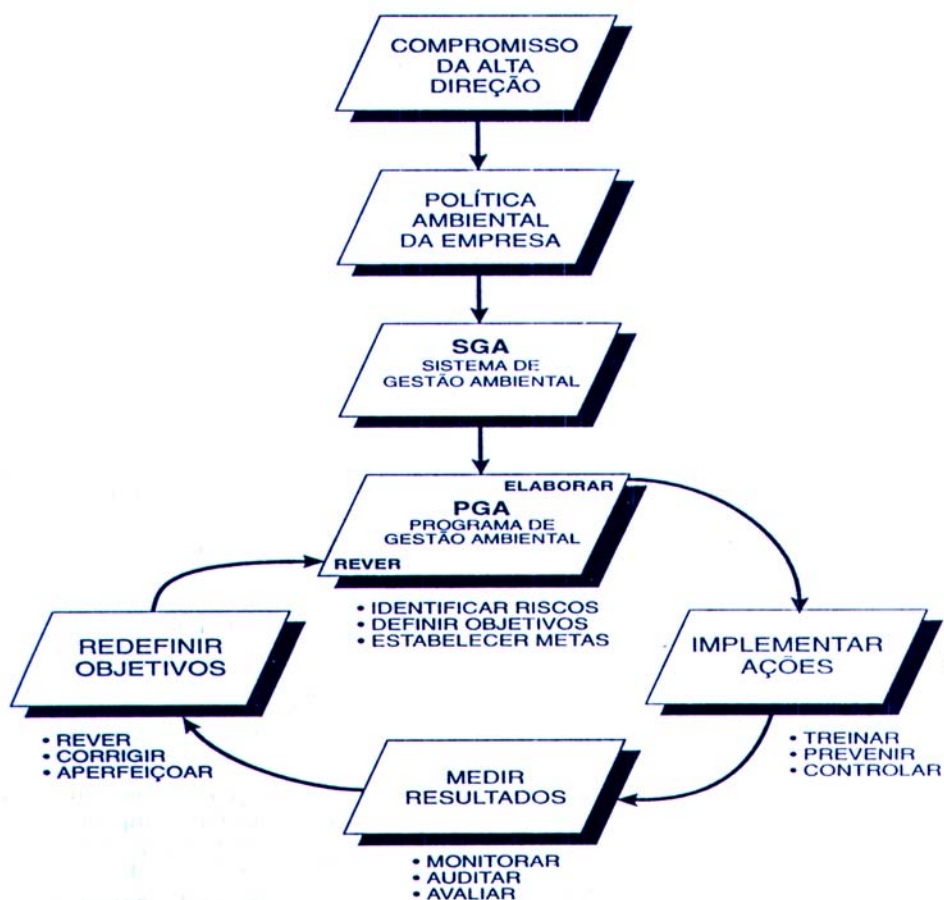 COMPROMISSO
DA ALTA
DIREÇÃO
POLÍTICA
AMBIENTAL
DA EMPRESA
SGA
SISTEMA DE
GESTÃO AMBIENTAL
ELABORAR
PGA
PROGRAMA DE
GESTÃO AMBIENTAL
REVER
• IDENTIFICAR RISCOS
• DEFINIR OBJETIVOS
• ESTABELECER METAS
IMPLEMENTAR
AÇÕES
• TREINAR
• PREVENIR
• CONTROLAR
MEDIR
RESULTADOS
• MONITORAR
• AUDITAR
• AVALIAR
REDEFINIR
OBJETIVOS
• REVER
• CORRIGIR
• APERFEIÇOAR